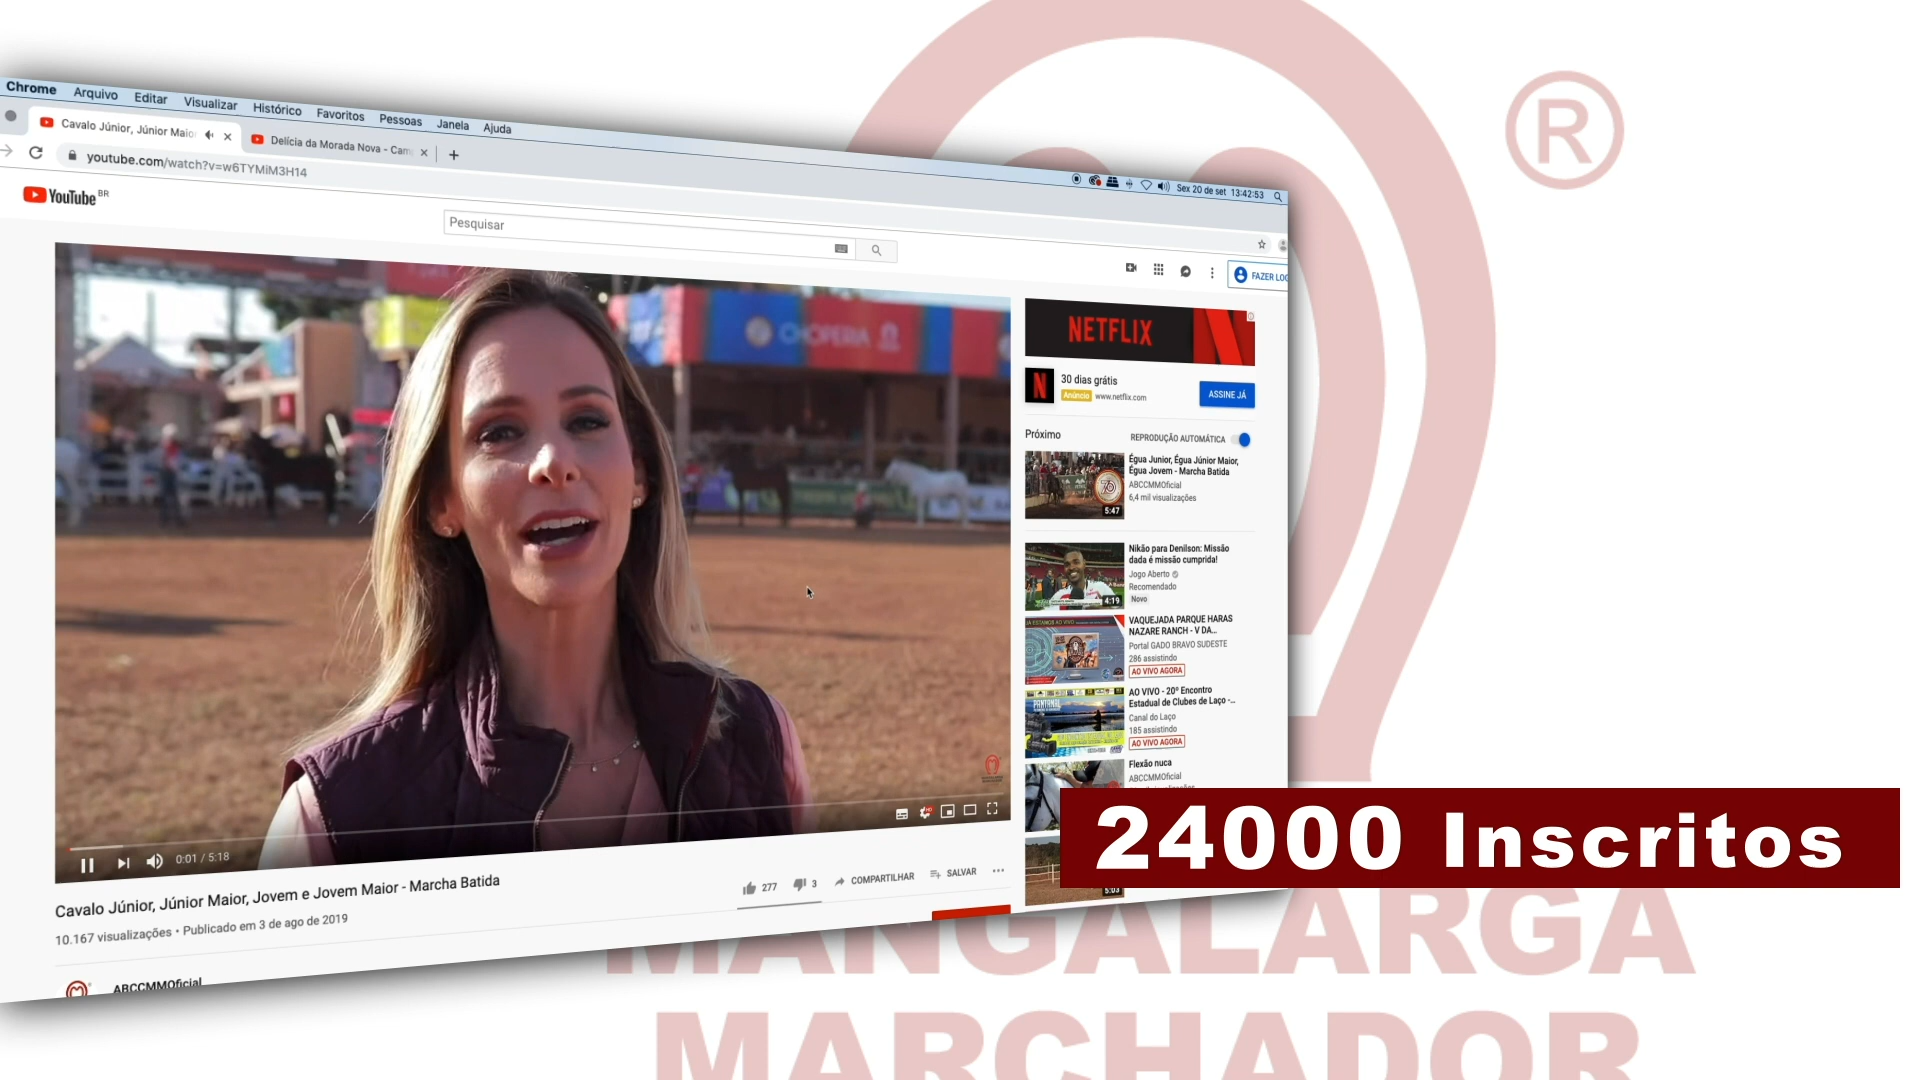 Chrome Arquivo Editar Visualizar Histórico Favoritos Pessoas Janela Ajuda
Sex 20 de set 13:42:53
Cavalo Júnior, Júnior Maio
Delícia da Morada Nova - Cam
youtube.com/watch?v=w6TYMiM3H14
YouTube BR
Pesquisar
FAZER LOG
CHOPERIA
NETFLIX
30 dias grátis
Anúncio www.netflix.com
ASSINE JÁ
Próximo
REPRODUÇÃO AUTOMÁTICA
Égua Junior, Égua Júnior Maior,
Égua Jovem - Marcha Batida
ABCCMMOficial
6,4 mil visualizações
5:47
Nikão para Denilson: Missão
dada é missão cumprida!
Jogo Aberto
Recomendado
Novo
4:19
VAQUEJADA PARQUE HARAS
NAZARE RANCH - V DA...
Portal GADO BRAVO SUDESTE
286 assistindo
AO VIVO AGORA
AO VIVO - 20º Encontro
Estadual de Clubes de Laço -...
Canal do Laço
185 assistindo
AO VIVO AGORA
PANTANAL
Flexão nuca
ABCCMMOficial
5:03
0:01 / 5:18
Cavalo Júnior, Júnior Maior, Jovem e Jovem Maior - Marcha Batida
10.167 visualizações • Publicado em 3 de ago de 2019
277 3 COMPARTILHAR SALVAR
ABCCMMOficial
24000 Inscritos
®
MANGALARGA
MARCHADOR